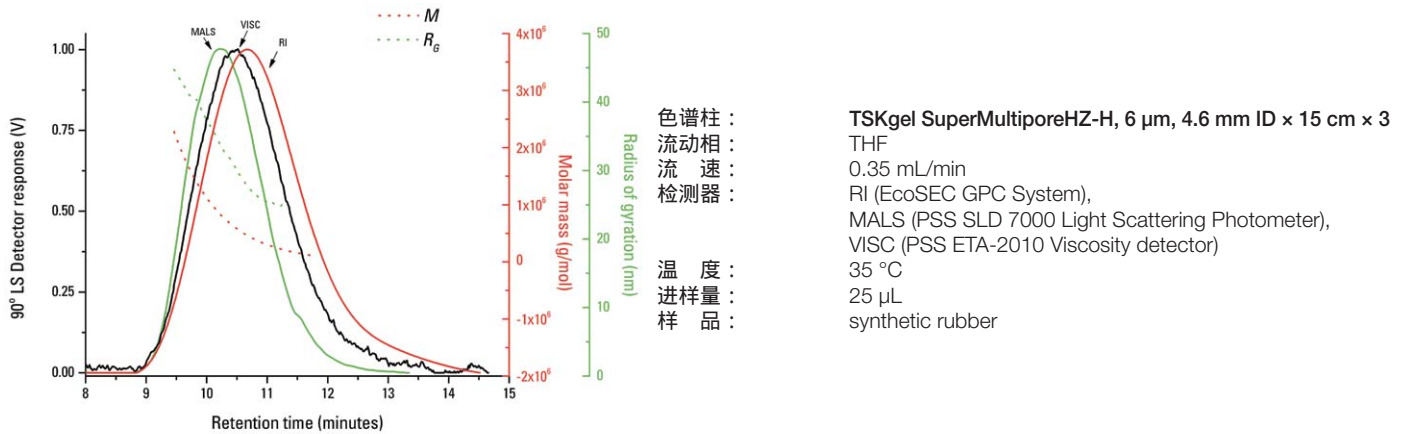 M
R_G
MALS
VISC
RI
1.00
0.75
0.50
0.25
0.00
90° LS Detector response (V)
8 9 10 11 12 13 14 15
Retention time (minutes)
4x10⁶
3x10⁶
2x10⁶
1x10⁶
0
-1x10⁶
-2x10⁶
Molar mass (g/mol)
50
40
30
20
10
0
Radius of gyration (nm)
色谱柱： TSKgel SuperMultiporeHZ-H, 6 μm, 4.6 mm ID × 15 cm × 3
流动相： THF
流 速： 0.35 mL/min
检测器： RI (EcoSEC GPC System),
MALS (PSS SLD 7000 Light Scattering Photometer),
VISC (PSS ETA-2010 Viscosity detector)
温 度： 35 °C
进样量： 25 μL
样 品： synthetic rubber